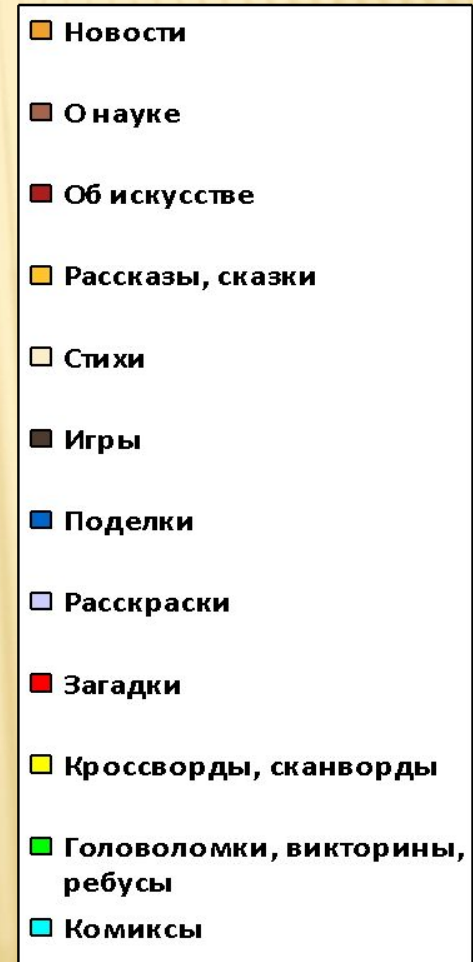 Новости
О науке
Об искусстве
Рассказы, сказки
Стихи
Игры
Поделки
Расскраски
Загадки
Кроссворды, сканворды
Головоломки, викторины,
ребусы
Комиксы